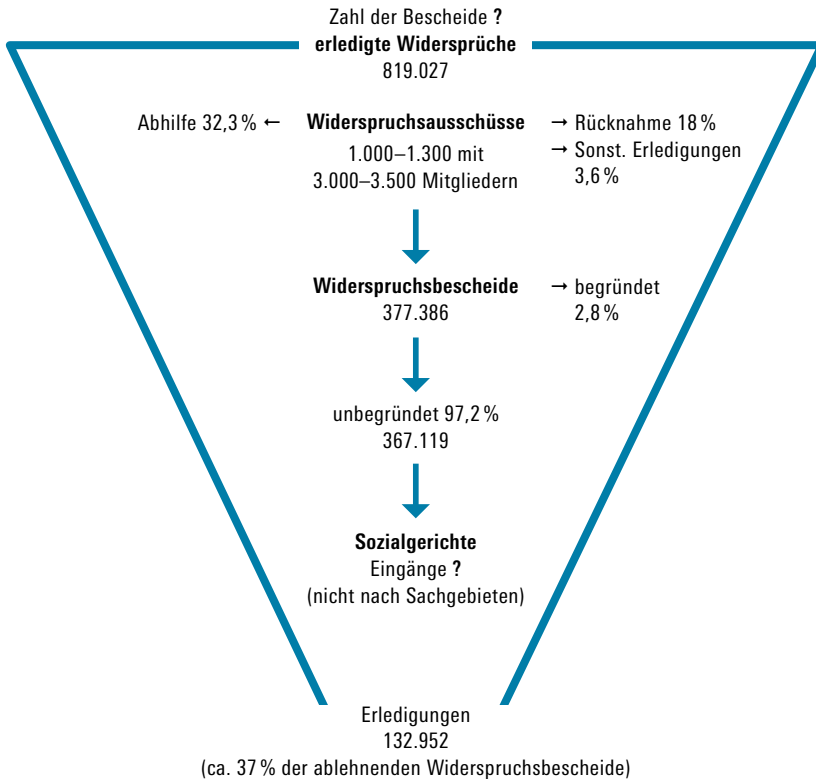 Zahl der Bescheide ?
erledigte Widersprüche
819.027
Abhilfe 32,3 % ← Widerspruchsausschüsse → Rücknahme 18 %
1.000–1.300 mit → Sonst. Erledigungen
3.000–3.500 Mitgliedern 3,6 %
Widerspruchsbescheide → begründet
377.386 2,8 %
unbegründet 97,2 %
367.119
Sozialgerichte
Eingänge ?
(nicht nach Sachgebieten)
Erledigungen
132.952
(ca. 37 % der ablehnenden Widerspruchsbescheide)